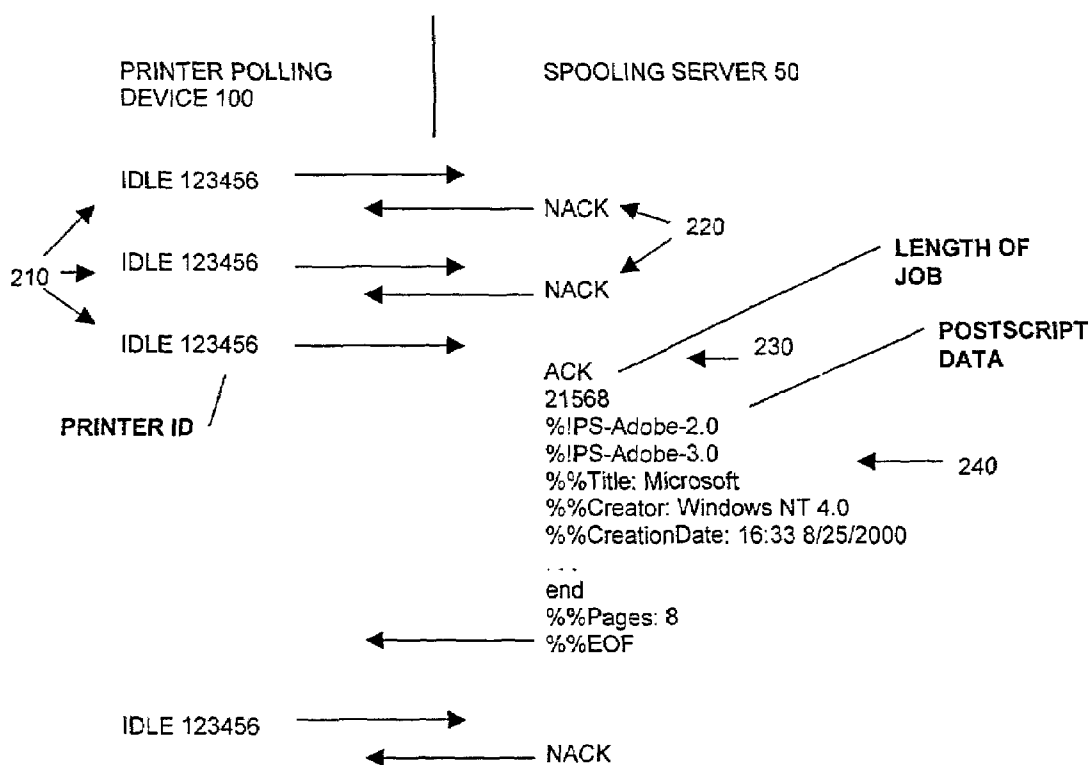 PRINTER POLLING
DEVICE 100
SPOOLING SERVER 50
IDLE 123456
NACK
220
210
IDLE 123456
NACK
LENGTH OF
JOB
IDLE 123456
230
POSTSCRIPT
DATA
ACK
21568
PRINTER ID
%!PS-Adobe-2.0
%!PS-Adobe-3.0
240
%%Title: Microsoft
%%Creator: Windows NT 4.0
%%CreationDate: 16:33 8/25/2000
...
end
%%Pages: 8
%%EOF
IDLE 123456
NACK